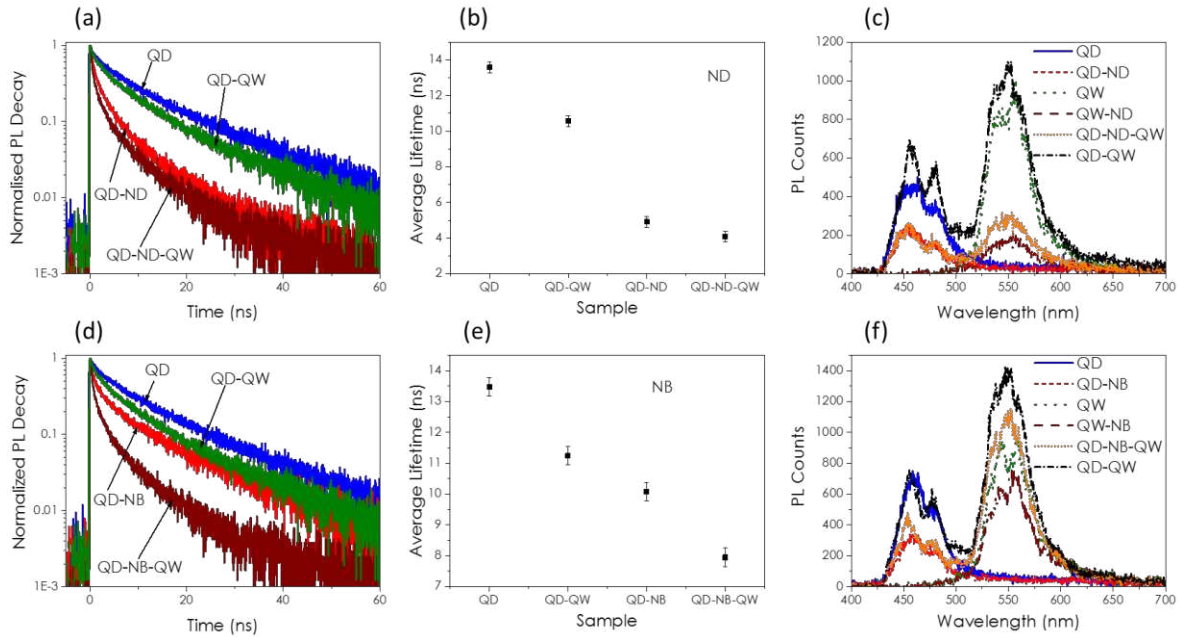 (a)
Normalised PL Decay
1
0.1
0.01
1E-3
QD
QD-QW
QD-ND
QD-ND-QW
0 20 40 60
Time (ns)
(b)
Average Lifetime (ns)
14
12
10
8
6
4
2
0
ND
QD QD-QW QD-ND QD-ND-QW
Sample
(c)
PL Counts
1200
1000
800
600
400
200
0
QD
QD-ND
QW
QW-ND
QD-ND-QW
QD-QW
400 450 500 550 600 650 700
Wavelength (nm)
(d)
Normalized PL Decay
1
0.1
0.01
1E-3
QD
QD-QW
QD-NB
QD-NB-QW
0 20 40 60
Time (ns)
(e)
Average Lifetime (ns)
14
13
12
11
10
9
8
7
NB
QD QD-QW QD-NB QD-NB-QW
Sample
(f)
PL Counts
1400
1200
1000
800
600
400
200
0
QD
QD-NB
QW
QW-NB
QD-NB-QW
QD-QW
400 450 500 550 600 650 700
Wavelength (nm)